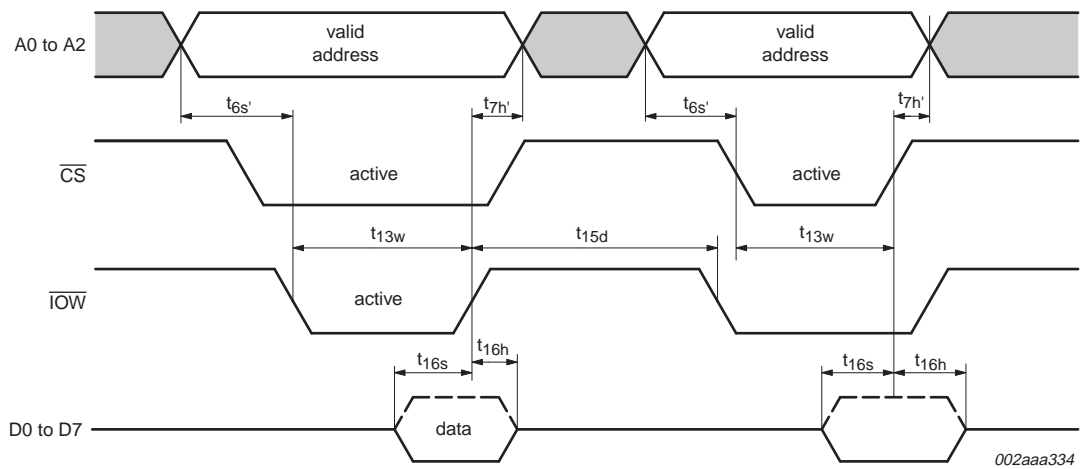 A0 to A2
valid
address
valid
address
t6s'
t7h'
t6s'
t7h'
CS
active
active
t13w
t15d
t13w
IOW
active
t16s
t16h
t16s
t16h
D0 to D7
data
002aaa334